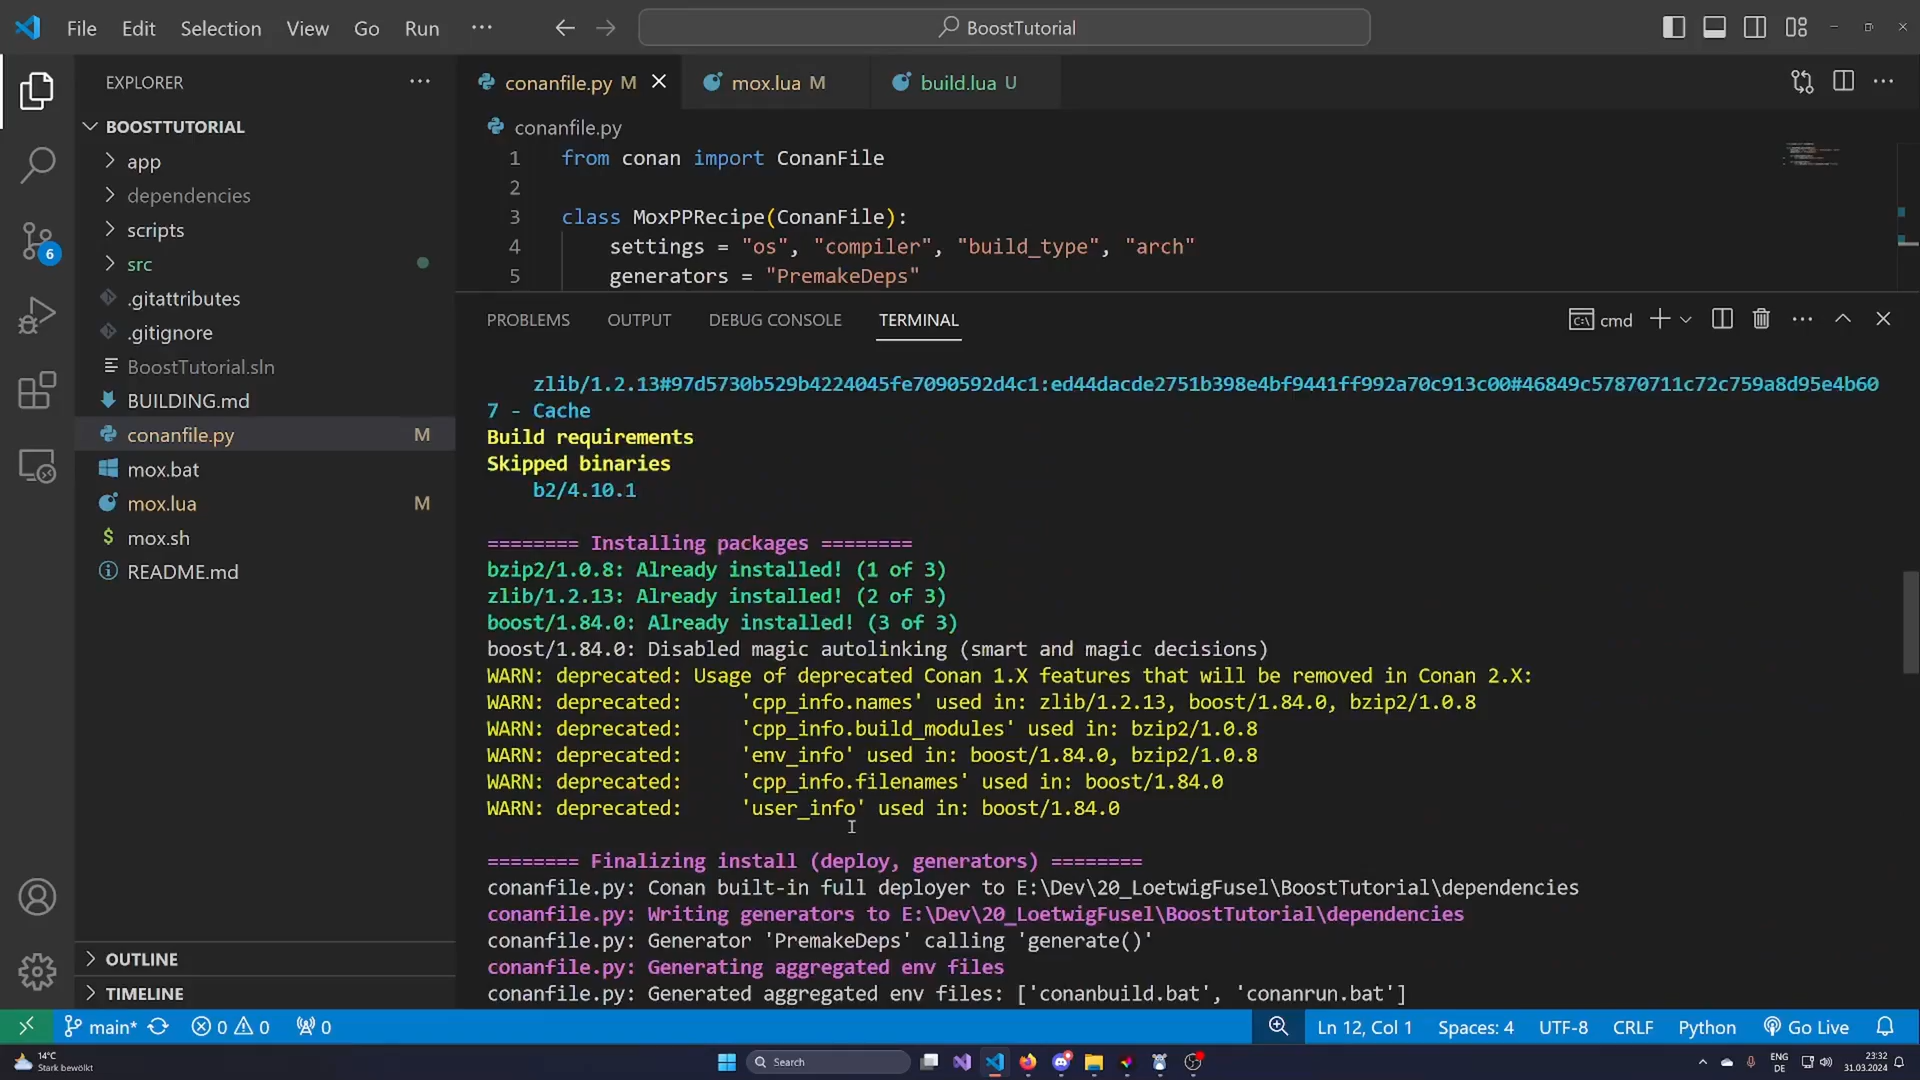 File Edit Selection View Go Run ··· BoostTutorial
EXPLORER
BOOSTTUTORIAL
app
dependencies
scripts
src
.gitattributes
.gitignore
BoostTutorial.sln
BUILDING.md
conanfile.py M
mox.bat
mox.lua M
mox.sh
README.md
OUTLINE
TIMELINE
6
conanfile.py M mox.lua M build.lua U
conanfile.py
1 from conan import ConanFile
2
3 class MoxPPRecipe(ConanFile):
4 settings = "os", "compiler", "build_type", "arch"
5 generators = "PremakeDeps"
PROBLEMS OUTPUT DEBUG CONSOLE TERMINAL cmd
zlib/1.2.13#97d5730b529b4224045fe7090592d4c1:ed44dacde2751b398e4bf9441ff992a70c913c00#46849c57870711c72c759a8d95e4b60
7 - Cache
Build requirements
Skipped binaries
b2/4.10.1
======== Installing packages ========
bzip2/1.0.8: Already installed! (1 of 3)
zlib/1.2.13: Already installed! (2 of 3)
boost/1.84.0: Already installed! (3 of 3)
boost/1.84.0: Disabled magic autolinking (smart and magic decisions)
WARN: deprecated: Usage of deprecated Conan 1.X features that will be removed in Conan 2.X:
WARN: deprecated: 'cpp_info.names' used in: zlib/1.2.13, boost/1.84.0, bzip2/1.0.8
WARN: deprecated: 'cpp_info.build_modules' used in: bzip2/1.0.8
WARN: deprecated: 'env_info' used in: boost/1.84.0, bzip2/1.0.8
WARN: deprecated: 'cpp_info.filenames' used in: boost/1.84.0
WARN: deprecated: 'user_info' used in: boost/1.84.0
======== Finalizing install (deploy, generators) ========
conanfile.py: Conan built-in full deployer to E:\Dev\20_LoetwigFusel\BoostTutorial\dependencies
conanfile.py: Writing generators to E:\Dev\20_LoetwigFusel\BoostTutorial\dependencies
conanfile.py: Generator 'PremakeDeps' calling 'generate()'
conanfile.py: Generating aggregated env files
conanfile.py: Generated aggregated env files: ['conanbuild.bat', 'conanrun.bat']
main* 0 0 0 Ln 12, Col 1 Spaces: 4 UTF-8 CRLF Python Go Live
14°C
Stark bewölkt
Search
ENG
DE
23:32
31.03.2024